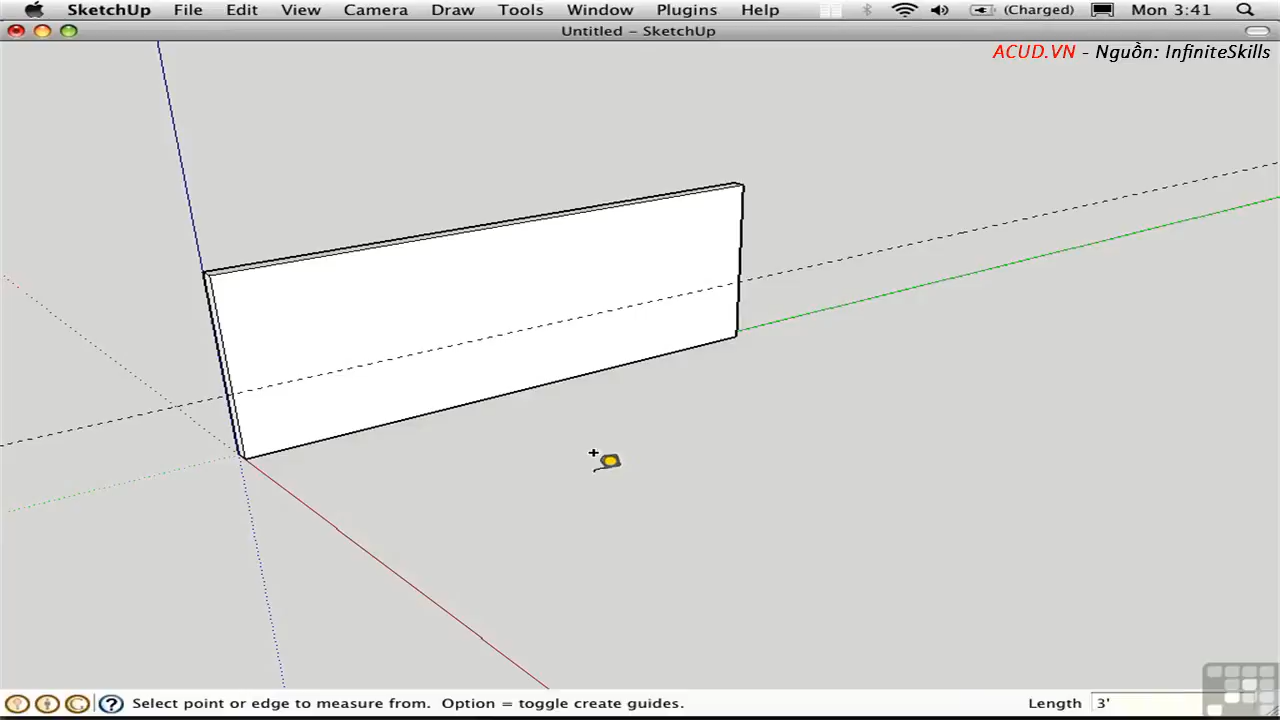 SketchUp File Edit View Camera Draw Tools Window Plugins Help (Charged) Mon 3:41
Untitled – SketchUp
ACUD.VN - Nguồn: InfiniteSkills
Select point or edge to measure from. Option = toggle create guides. Length 3'